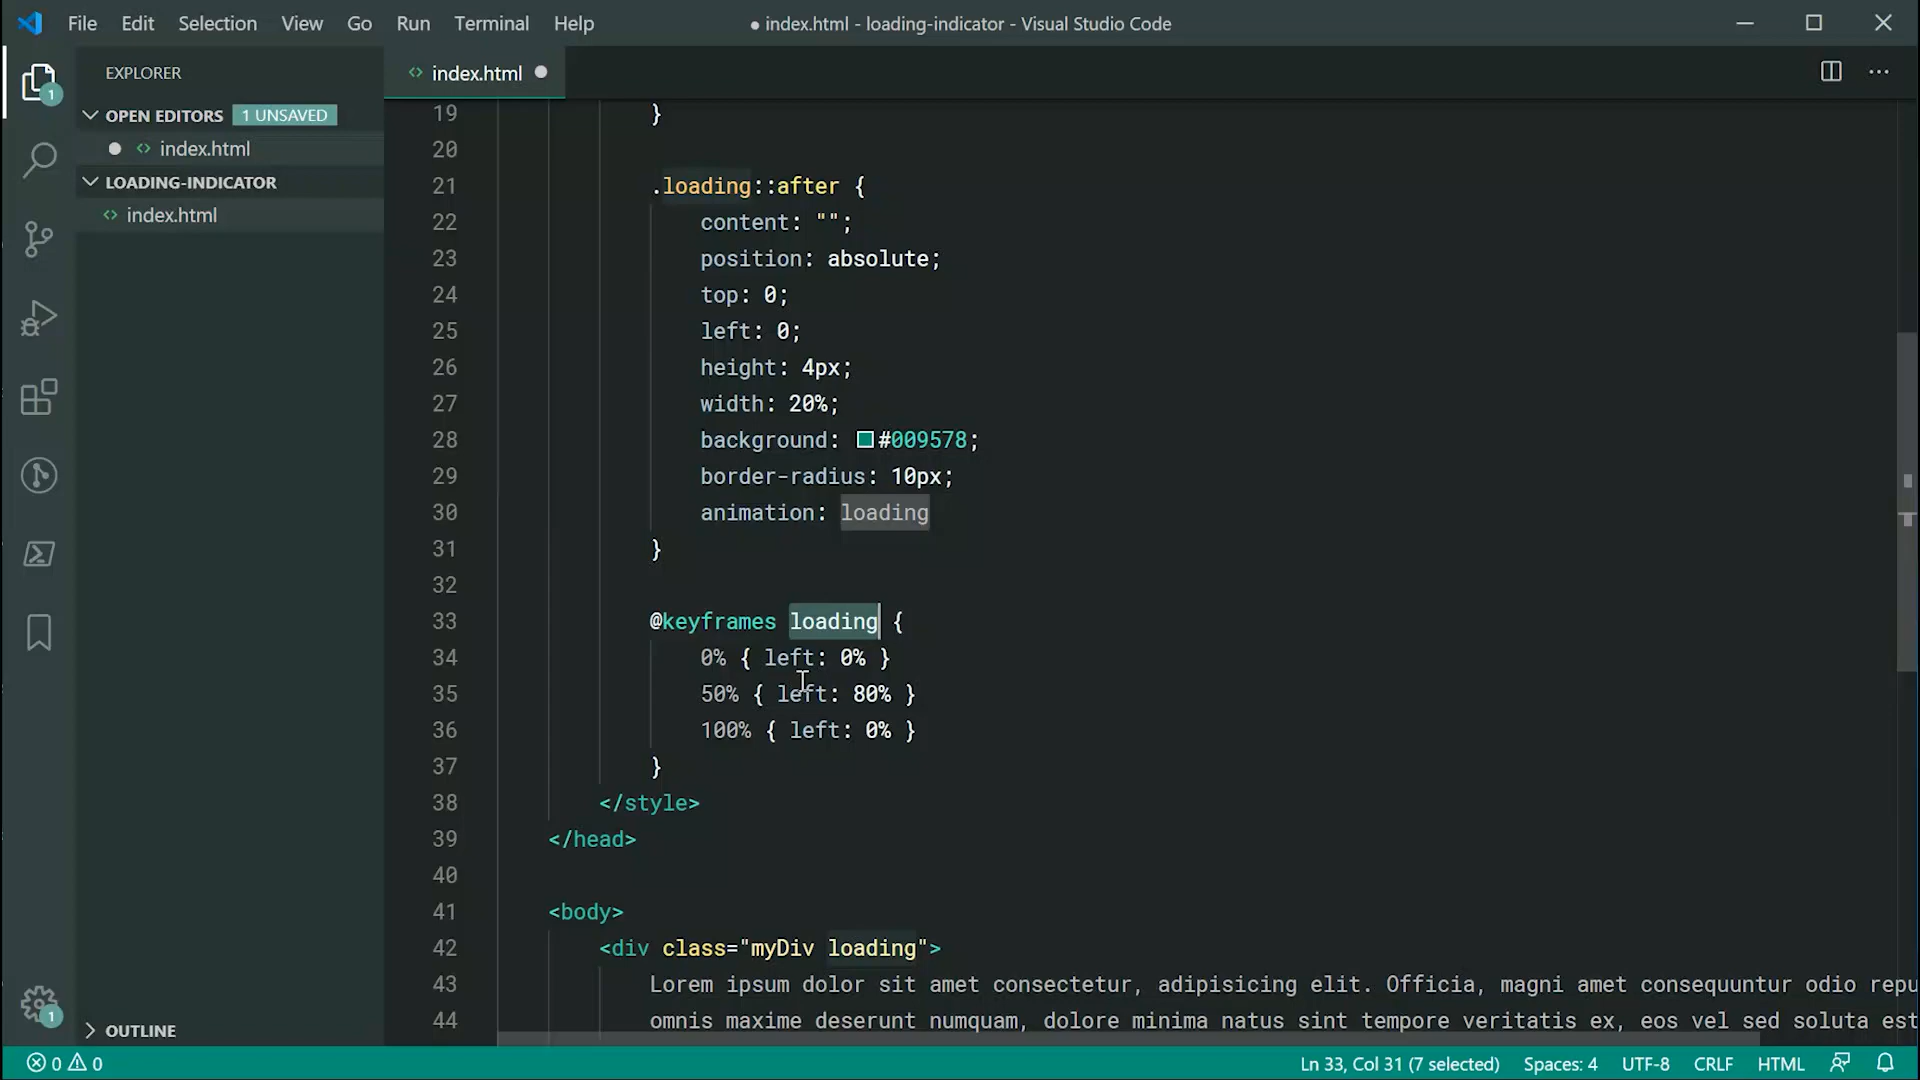 File Edit Selection View Go Run Terminal Help
● index.html - loading-indicator - Visual Studio Code
EXPLORER
OPEN EDITORS 1 UNSAVED
index.html
LOADING-INDICATOR
index.html
OUTLINE
1
1
index.html
19 }
20
21 .loading::after {
22 content: "";
23 position: absolute;
24 top: 0;
25 left: 0;
26 height: 4px;
27 width: 20%;
28 background: #009578;
29 border-radius: 10px;
30 animation: loading
31 }
32
33 @keyframes loading {
34 0% { left: 0% }
35 50% { left: 80% }
36 100% { left: 0% }
37 }
38 </style>
39 </head>
40
41 <body>
42 <div class="myDiv loading">
43 Lorem ipsum dolor sit amet consectetur, adipisicing elit. Officia, magni amet consequuntur odio repu
44 omnis maxime deserunt numquam, dolore minima natus sint tempore veritatis ex, eos vel sed soluta est
0 0 Ln 33, Col 31 (7 selected) Spaces: 4 UTF-8 CRLF HTML